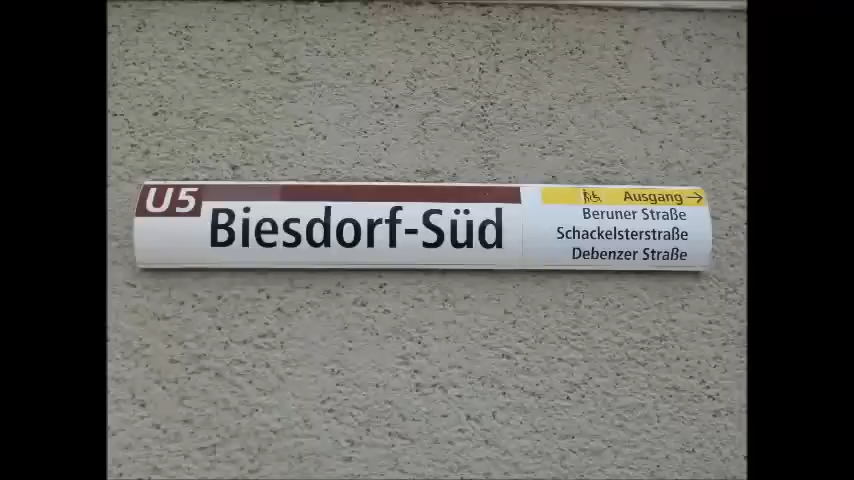 U5
Biesdorf-Süd
Ausgang →
Beruner Straße
Schackelsterstraße
Debenzer Straße